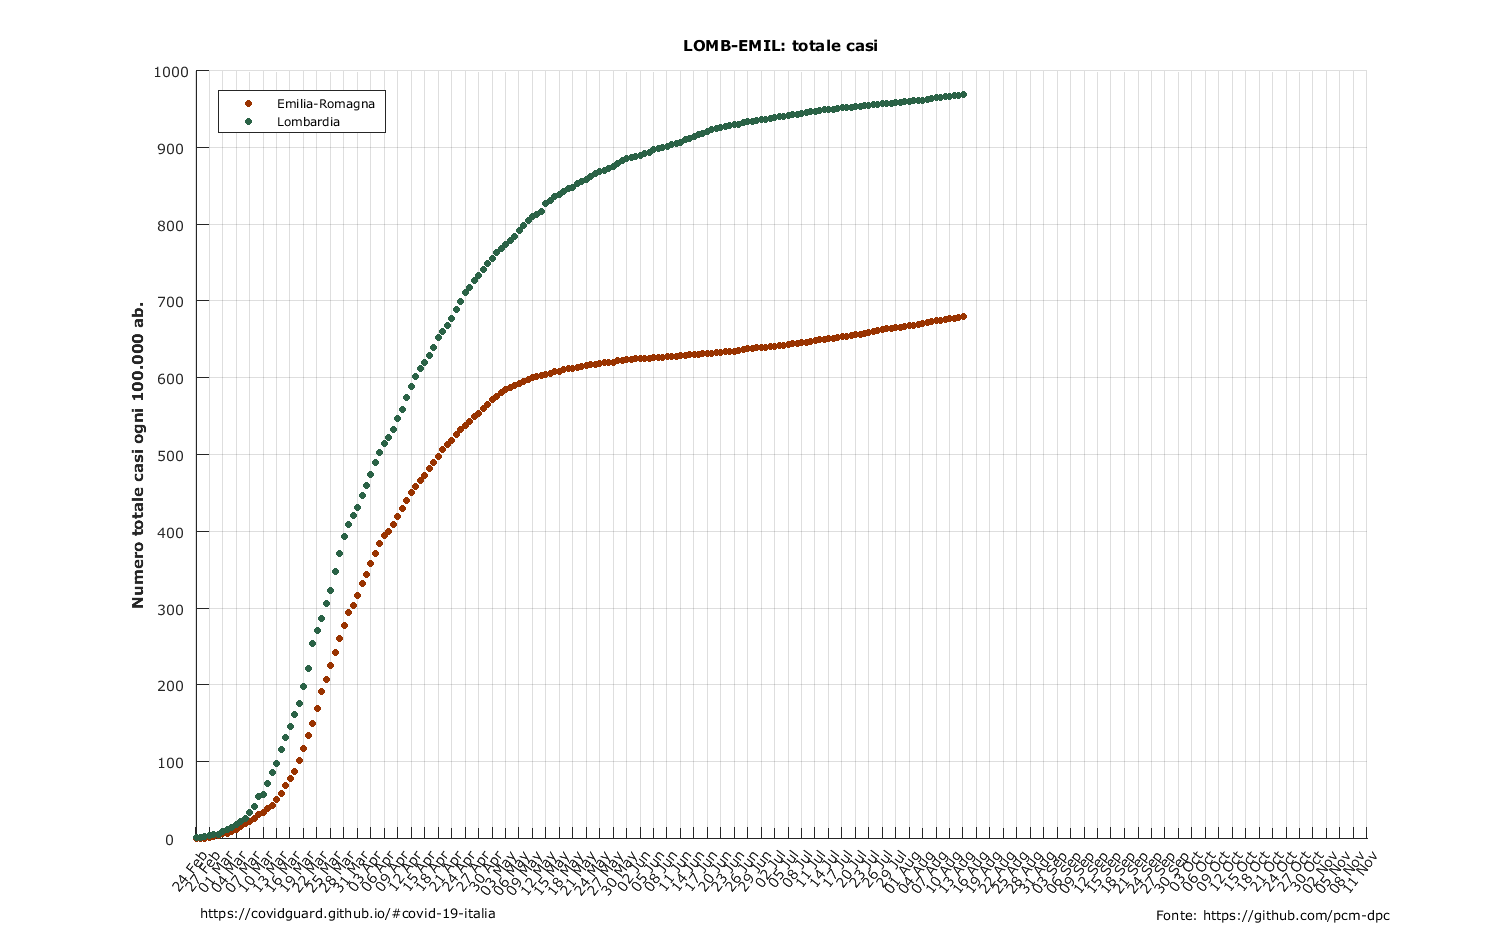 LOMB-EMIL: totale casi
Emilia-Romagna
Lombardia
Numero totale casi ogni 100.000 ab.
1000
900
800
700
600
500
400
300
200
100
0
24 Feb
27 Feb
01 Mar
04 Mar
07 Mar
10 Mar
13 Mar
16 Mar
19 Mar
22 Mar
25 Mar
28 Mar
31 Mar
03 Apr
06 Apr
09 Apr
12 Apr
15 Apr
18 Apr
21 Apr
24 Apr
27 Apr
30 Apr
03 May
06 May
09 May
12 May
15 May
18 May
21 May
24 May
27 May
30 May
02 Jun
05 Jun
08 Jun
11 Jun
14 Jun
17 Jun
20 Jun
23 Jun
26 Jun
29 Jun
02 Jul
05 Jul
08 Jul
11 Jul
14 Jul
17 Jul
20 Jul
23 Jul
26 Jul
29 Jul
01 Aug
04 Aug
07 Aug
10 Aug
13 Aug
16 Aug
19 Aug
22 Aug
25 Aug
28 Aug
31 Aug
03 Sep
06 Sep
09 Sep
12 Sep
15 Sep
18 Sep
21 Sep
24 Sep
27 Sep
30 Sep
03 Oct
06 Oct
09 Oct
12 Oct
15 Oct
18 Oct
21 Oct
24 Oct
27 Oct
30 Oct
02 Nov
05 Nov
08 Nov
11 Nov
https://covidguard.github.io/#covid-19-italia
Fonte: https://github.com/pcm-dpc